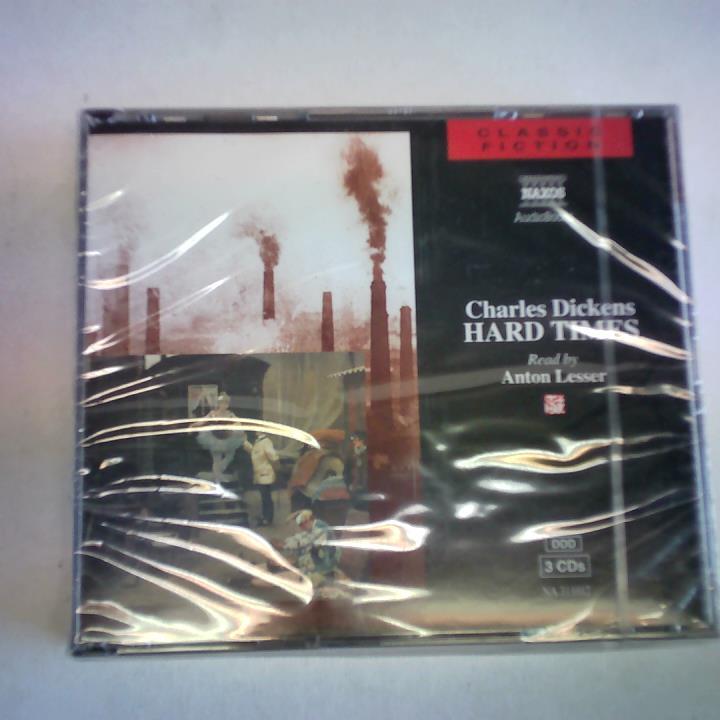 CLASSIC
FICTION
NAXOS
AudioBooks
Charles Dickens
HARD TIMES
Read by
Anton Lesser
DDD
3 CDs